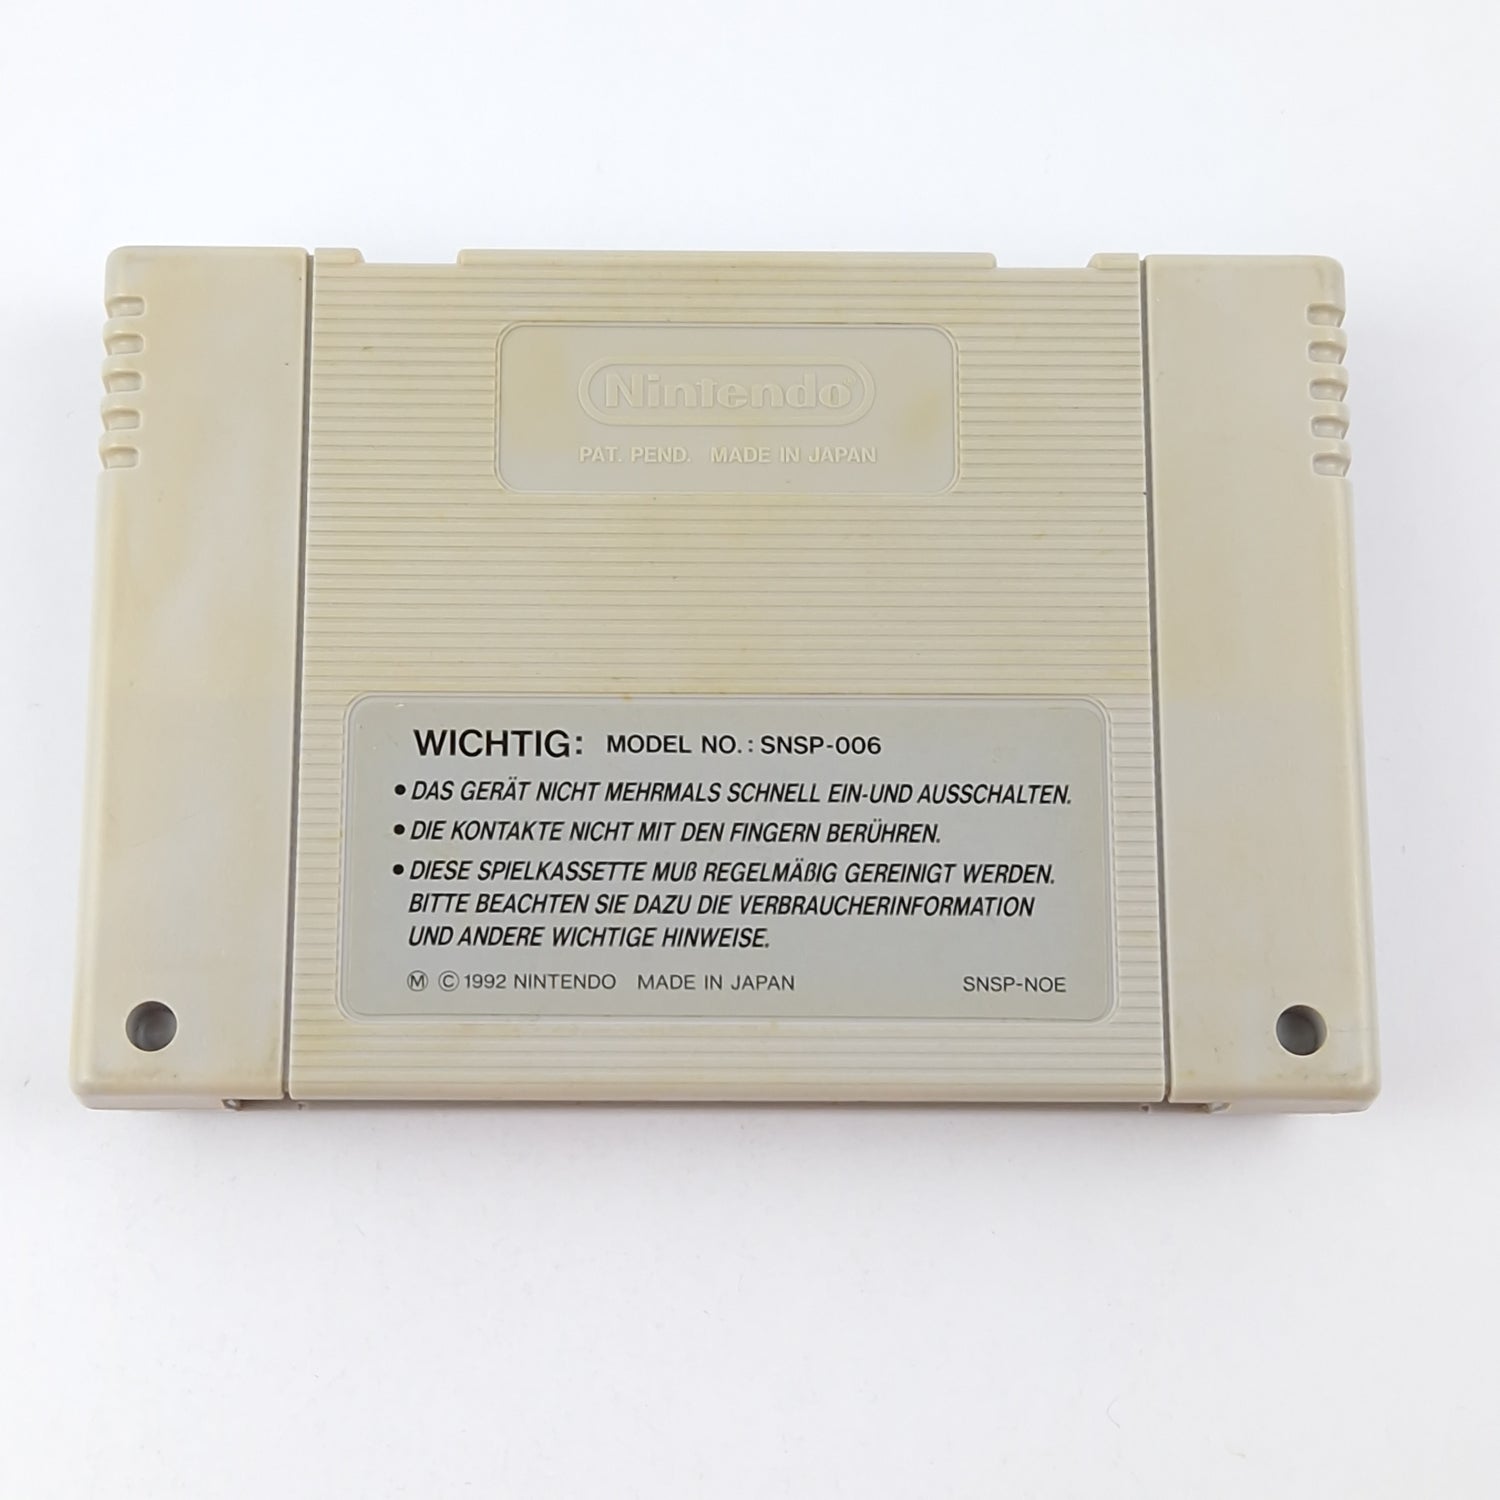 Nintendo®
PAT. PEND. MADE IN JAPAN
WICHTIG: MODEL NO.: SNSP-006
• DAS GERÄT NICHT MEHRMALS SCHNELL EIN-UND AUSSCHALTEN.
• DIE KONTAKTE NICHT MIT DEN FINGERN BERÜHREN.
• DIESE SPIELKASSETTE MUß REGELMÄßIG GEREINIGT WERDEN.
BITTE BEACHTEN SIE DAZU DIE VERBRAUCHERINFORMATION
UND ANDERE WICHTIGE HINWEISE.
Ⓜ © 1992 NINTENDO MADE IN JAPAN SNSP-NOE